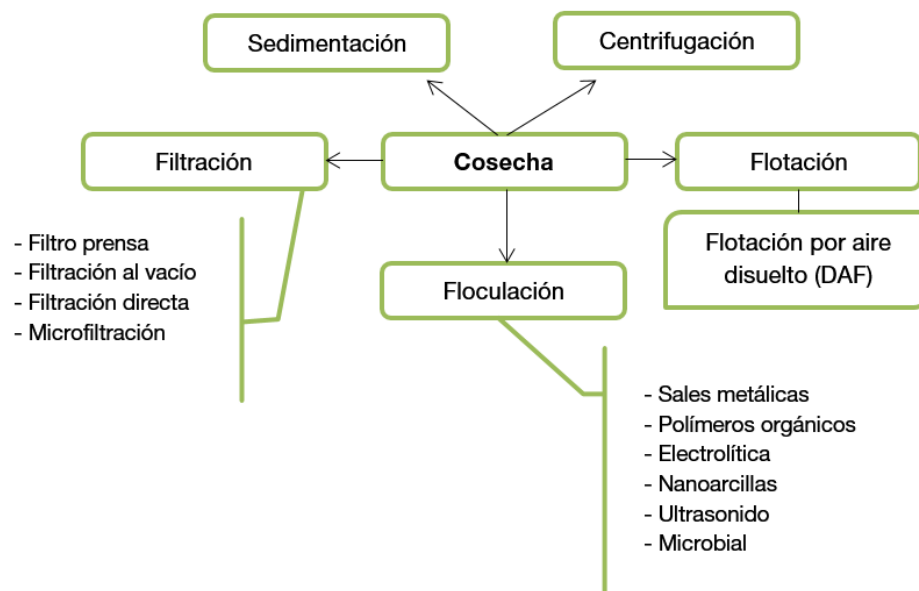 Sedimentación
Centrifugación
Filtración
Cosecha
Flotación
- Filtro prensa
- Filtración al vacío
- Filtración directa
- Microfiltración
Floculación
Flotación por aire
disuelto (DAF)
- Sales metálicas
- Polímeros orgánicos
- Electrolítica
- Nanoarcillas
- Ultrasonido
- Microbial